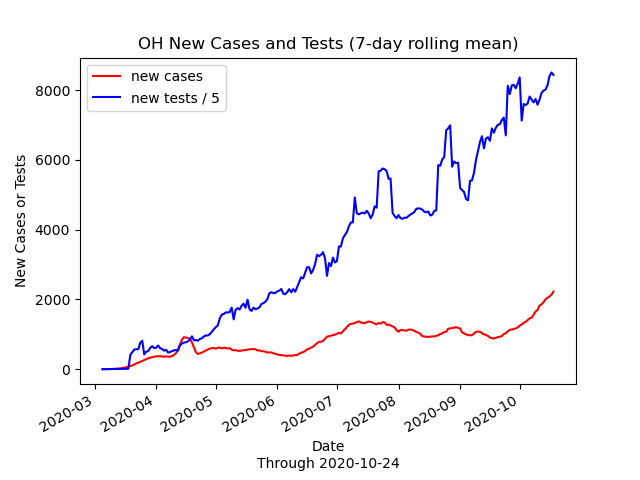 OH New Cases and Tests (7-day rolling mean)
new cases
new tests / 5
New Cases or Tests
8000
6000
4000
2000
0
2020-03
2020-04
2020-05
2020-06
2020-07
2020-08
2020-09
2020-10
Date
Through 2020-10-24